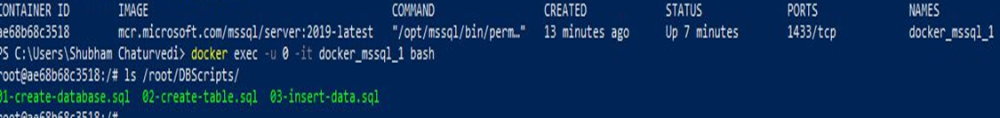 CONTAINER ID IMAGE COMMAND CREATED STATUS PORTS NAMES
ae68b68c3518 mcr.microsoft.com/mssql/server:2019-latest "/opt/mssql/bin/perm…" 13 minutes ago Up 7 minutes 1433/tcp docker_mssql_1
PS C:\Users\Shubham Chaturvedi> docker exec -u 0 -it docker_mssql_1 bash
root@ae68b68c3518:/# ls /root/DBScripts/
01-create-database.sql 02-create-table.sql 03-insert-data.sql
root@ae68b68c3518:/#